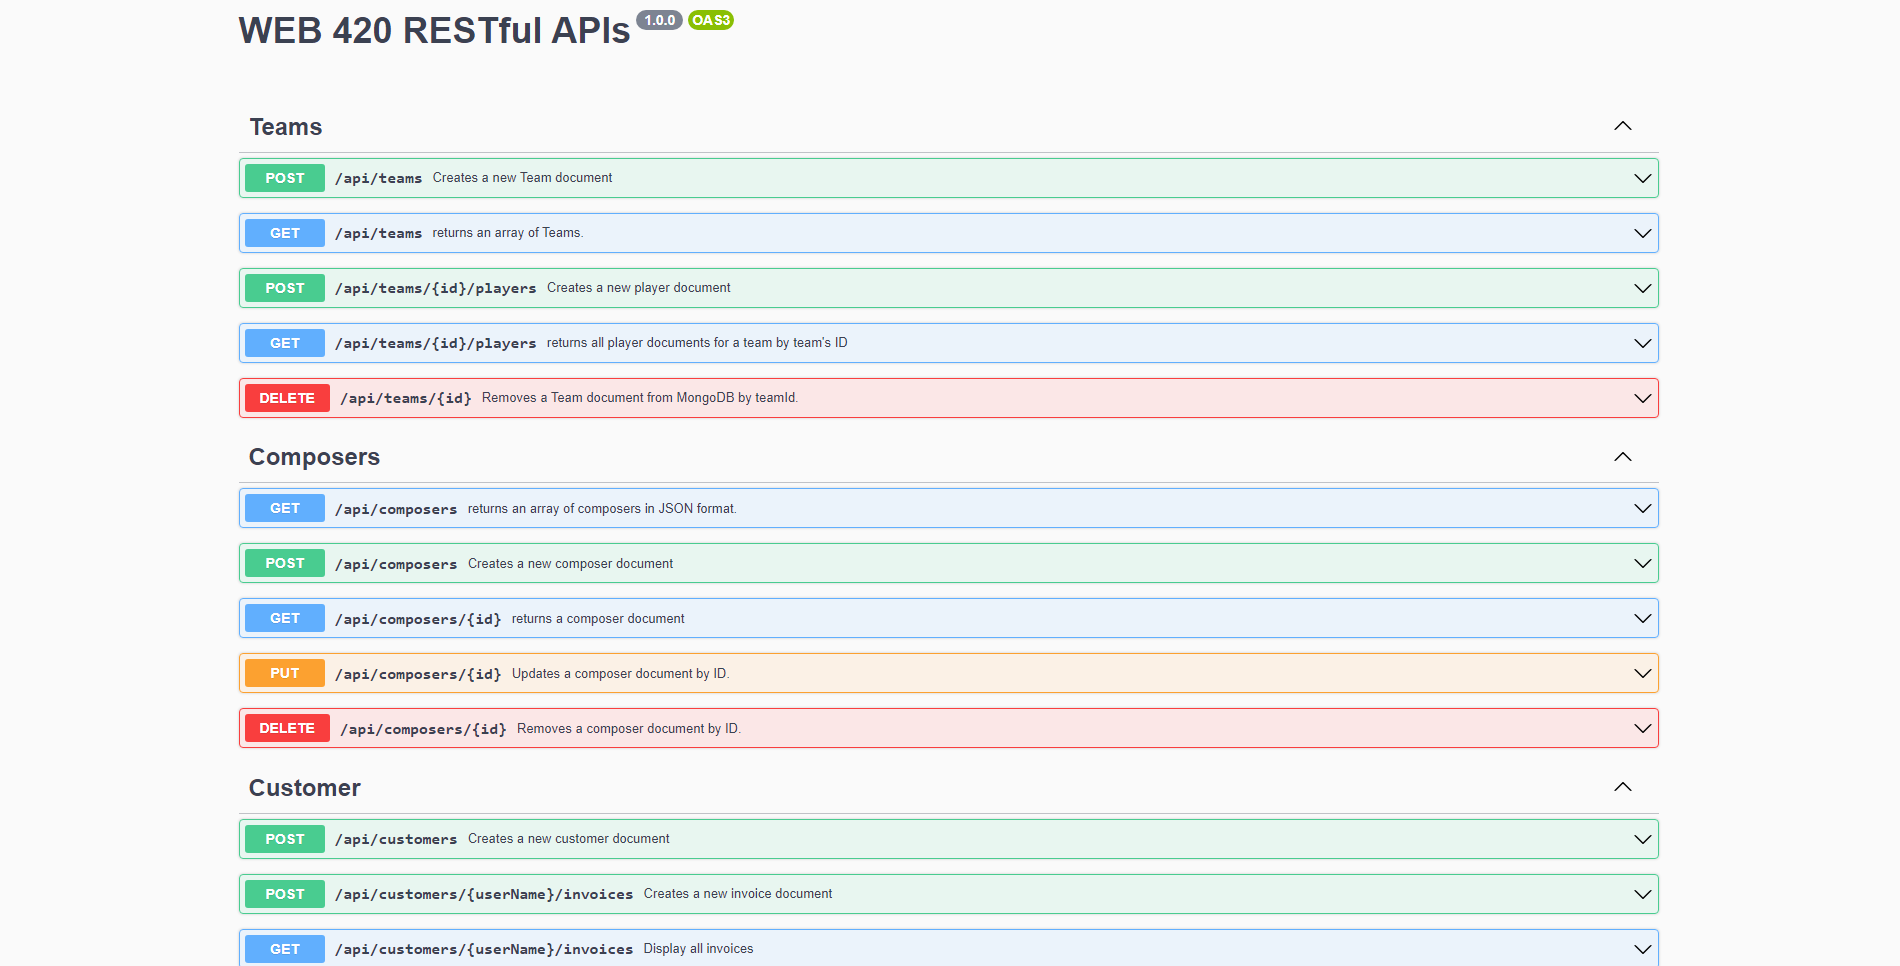 WEB 420 RESTful APIs 1.0.0 OAS3
Teams
POST /api/teams Creates a new Team document
GET /api/teams returns an array of Teams.
POST /api/teams/{id}/players Creates a new player document
GET /api/teams/{id}/players returns all player documents for a team by team's ID
DELETE /api/teams/{id} Removes a Team document from MongoDB by teamId.
Composers
GET /api/composers returns an array of composers in JSON format.
POST /api/composers Creates a new composer document
GET /api/composers/{id} returns a composer document
PUT /api/composers/{id} Updates a composer document by ID.
DELETE /api/composers/{id} Removes a composer document by ID.
Customer
POST /api/customers Creates a new customer document
POST /api/customers/{userName}/invoices Creates a new invoice document
GET /api/customers/{userName}/invoices Display all invoices